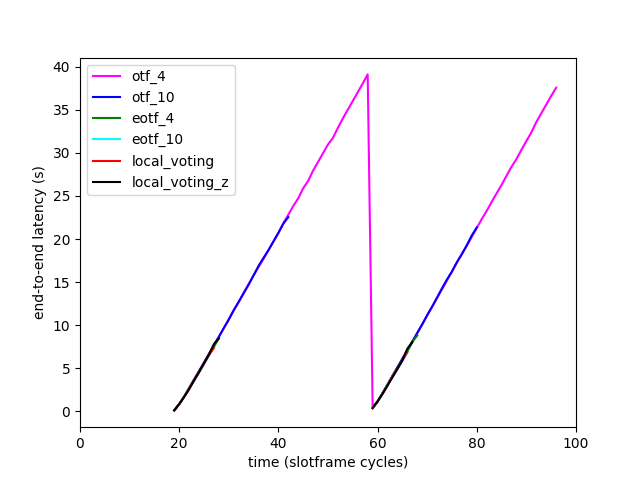 otf_4
otf_10
eotf_4
eotf_10
local_voting
local_voting_z
40
35
30
25
20
15
10
5
0
end-to-end latency (s)
0 20 40 60 80 100
time (slotframe cycles)